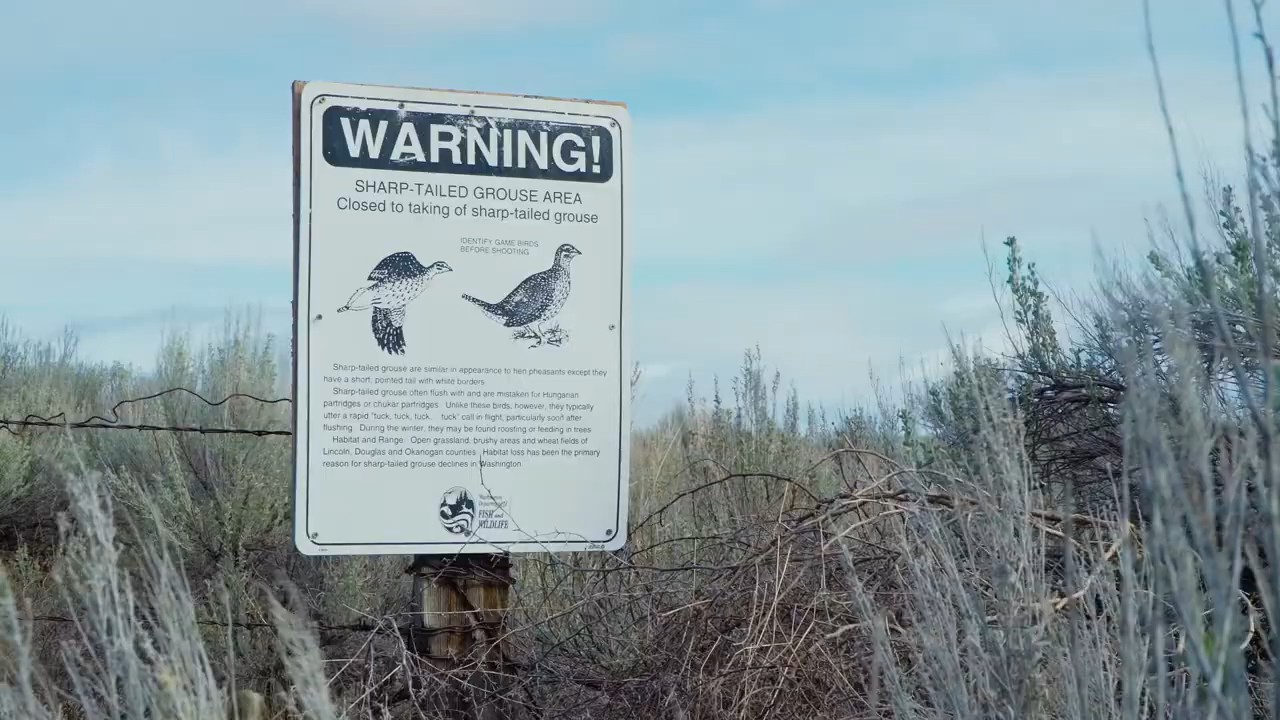 WARNING!
SHARP-TAILED GROUSE AREA
Closed to taking of sharp-tailed grouse
IDENTIFY GAME BIRDS
BEFORE SHOOTING
Sharp-tailed grouse are similar in appearance to hen pheasants except they
have a short, pointed tail with white borders.
Sharp-tailed grouse often flush with and are mistaken for Hungarian
partridges or chukar partridges. Unlike these birds, however, they typically
utter a rapid "tuck, tuck, tuck, tuck" call in flight, particularly soon after
flushing. During the winter, they may be found roosting or feeding in trees
Habitat and Range Open grassland, brushy areas and wheat fields of
Lincoln, Douglas and Okanogan counties. Habitat loss has been the primary
reason for sharp-tailed grouse declines in Washington
Washington
Department of
FISH and
WILDLIFE